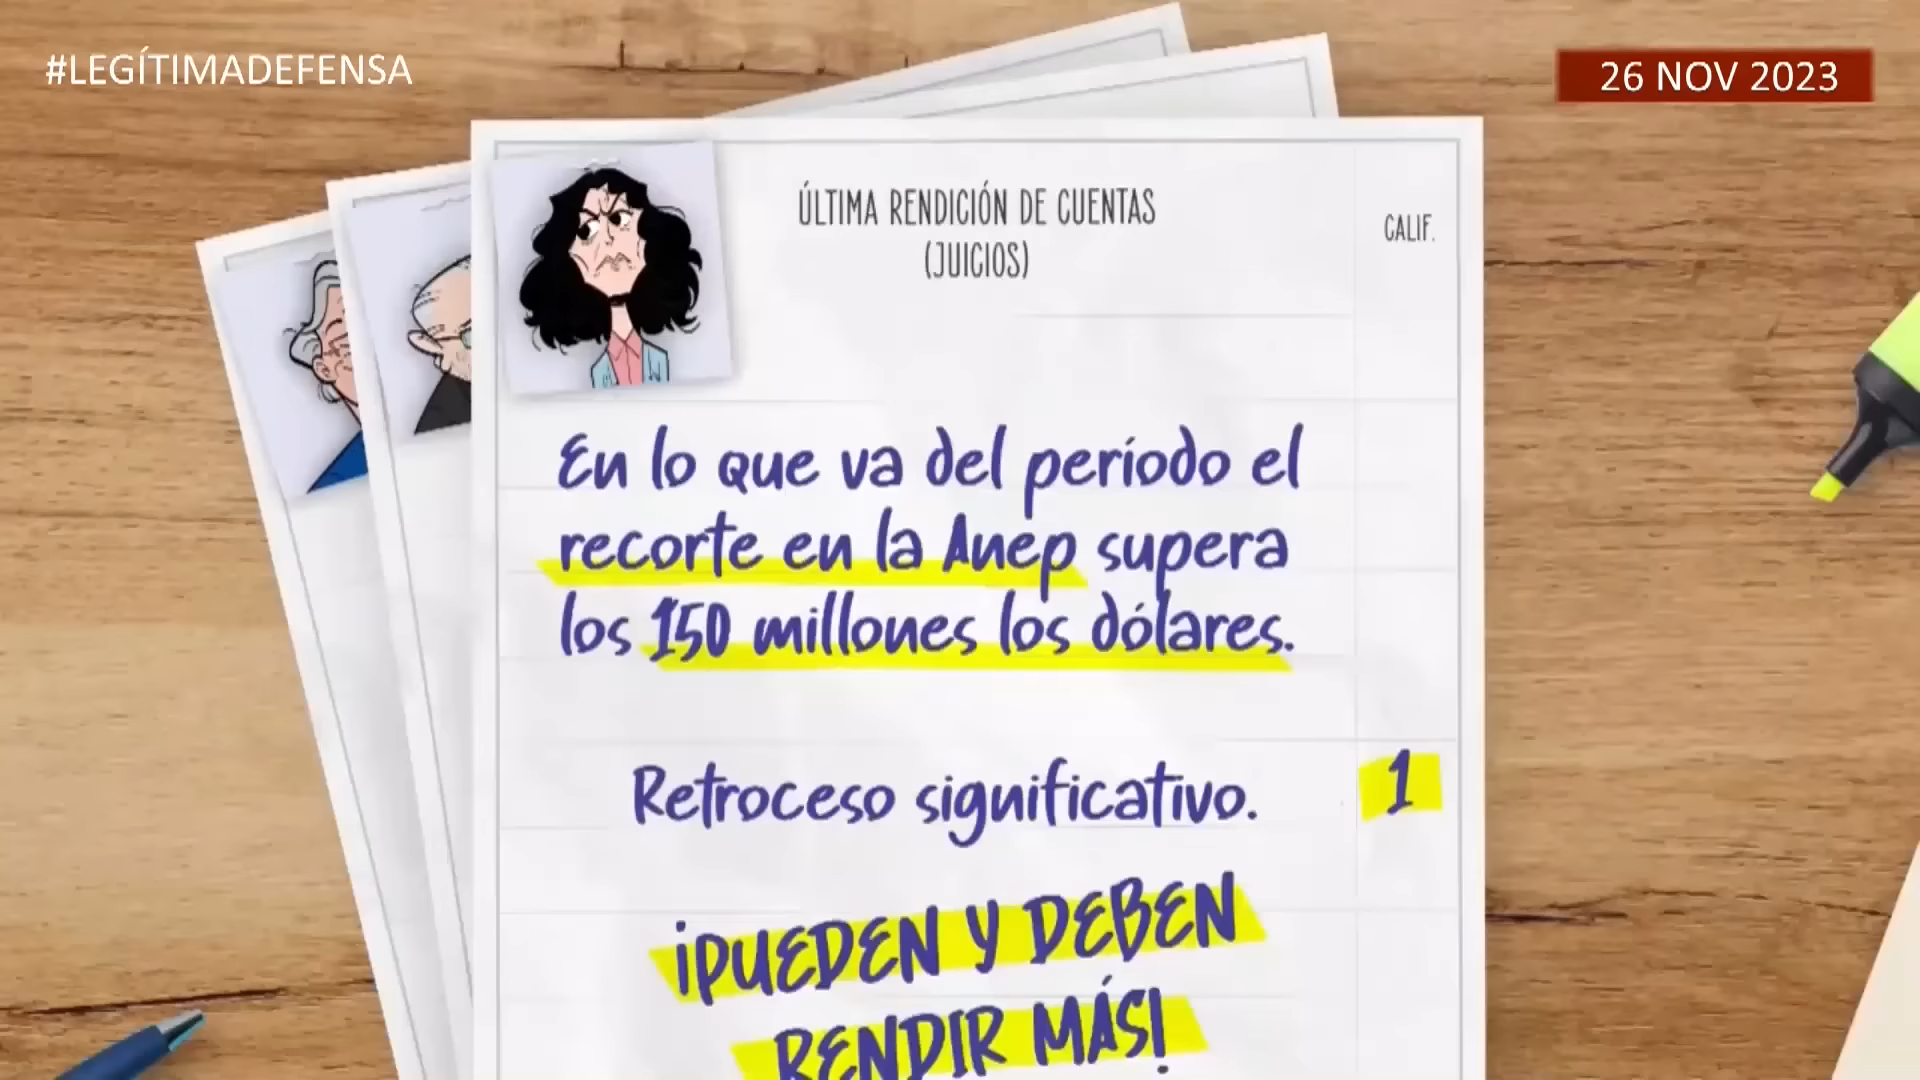 #LEGÍTIMADEFENSA
26 NOV 2023
ÚLTIMA RENDICIÓN DE CUENTAS
(JUICIOS)
CALIF.
En lo que va del período el
recorte en la Anep supera
los 150 millones los dólares.
Retroceso significativo.
1
¡PUEDEN Y DEBEN
RENDIR MÁS!